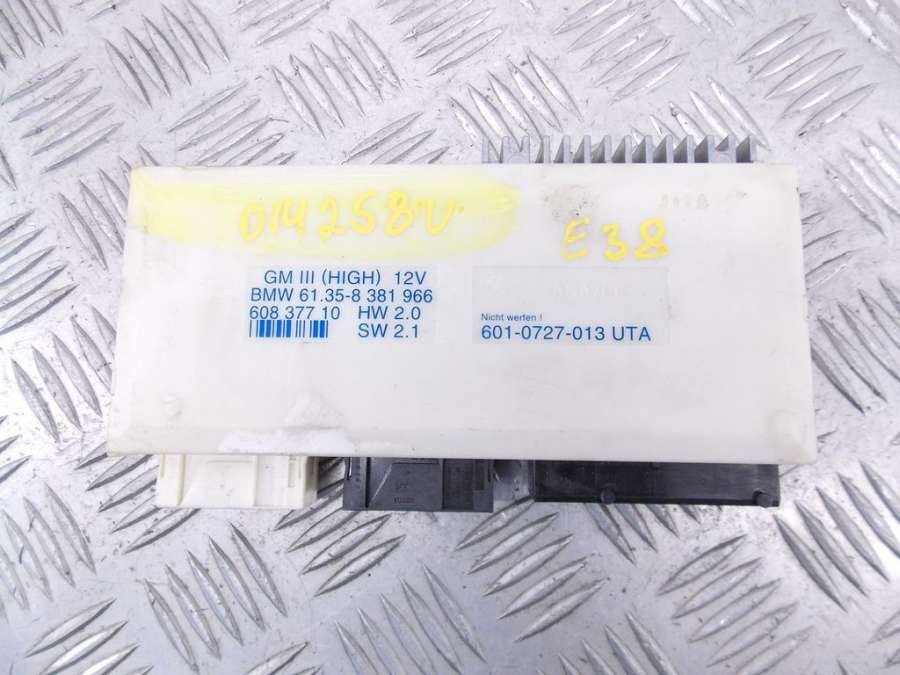 014258U
E38
GM III (HIGH) 12V
BMW 61.35-8 381 966
608 377 10 HW 2.0
SW 2.1
Nicht werfen !
601-0727-013 UTA